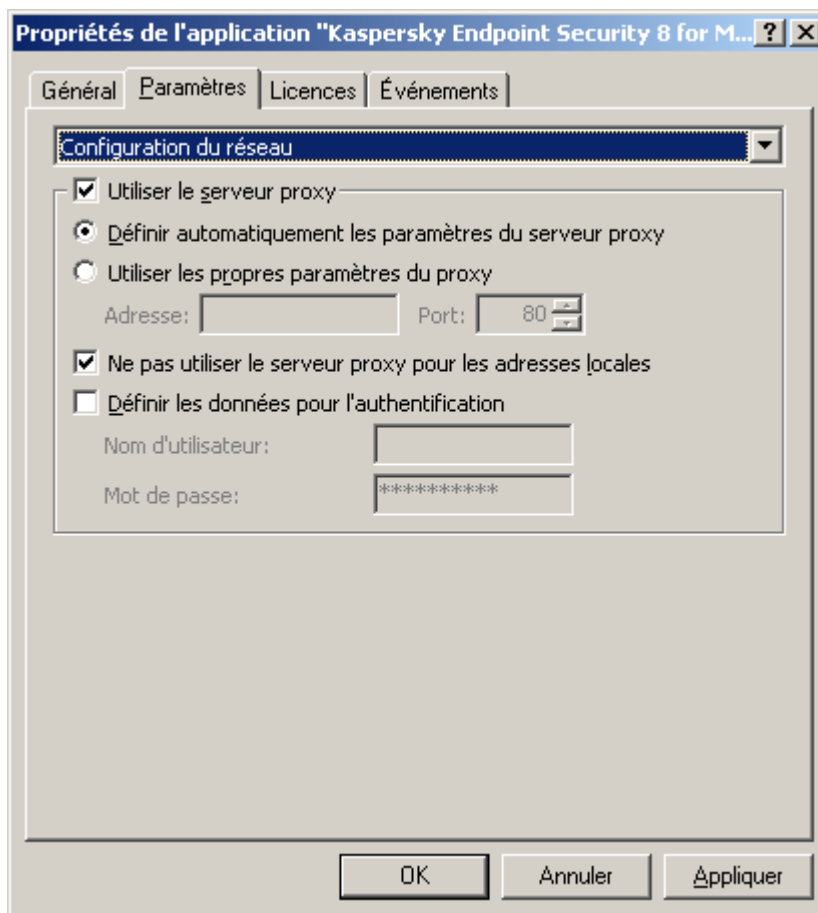 Propriétés de l'application "Kaspersky Endpoint Security 8 for M... ? X
Général Paramètres Licences Événements
Configuration du réseau
Utiliser le serveur proxy
Définir automatiquement les paramètres du serveur proxy
Utiliser les propres paramètres du proxy
Adresse: Port: 80
Ne pas utiliser le serveur proxy pour les adresses locales
Définir les données pour l'authentification
Nom d'utilisateur:
Mot de passe: **********
OK Annuler Appliquer